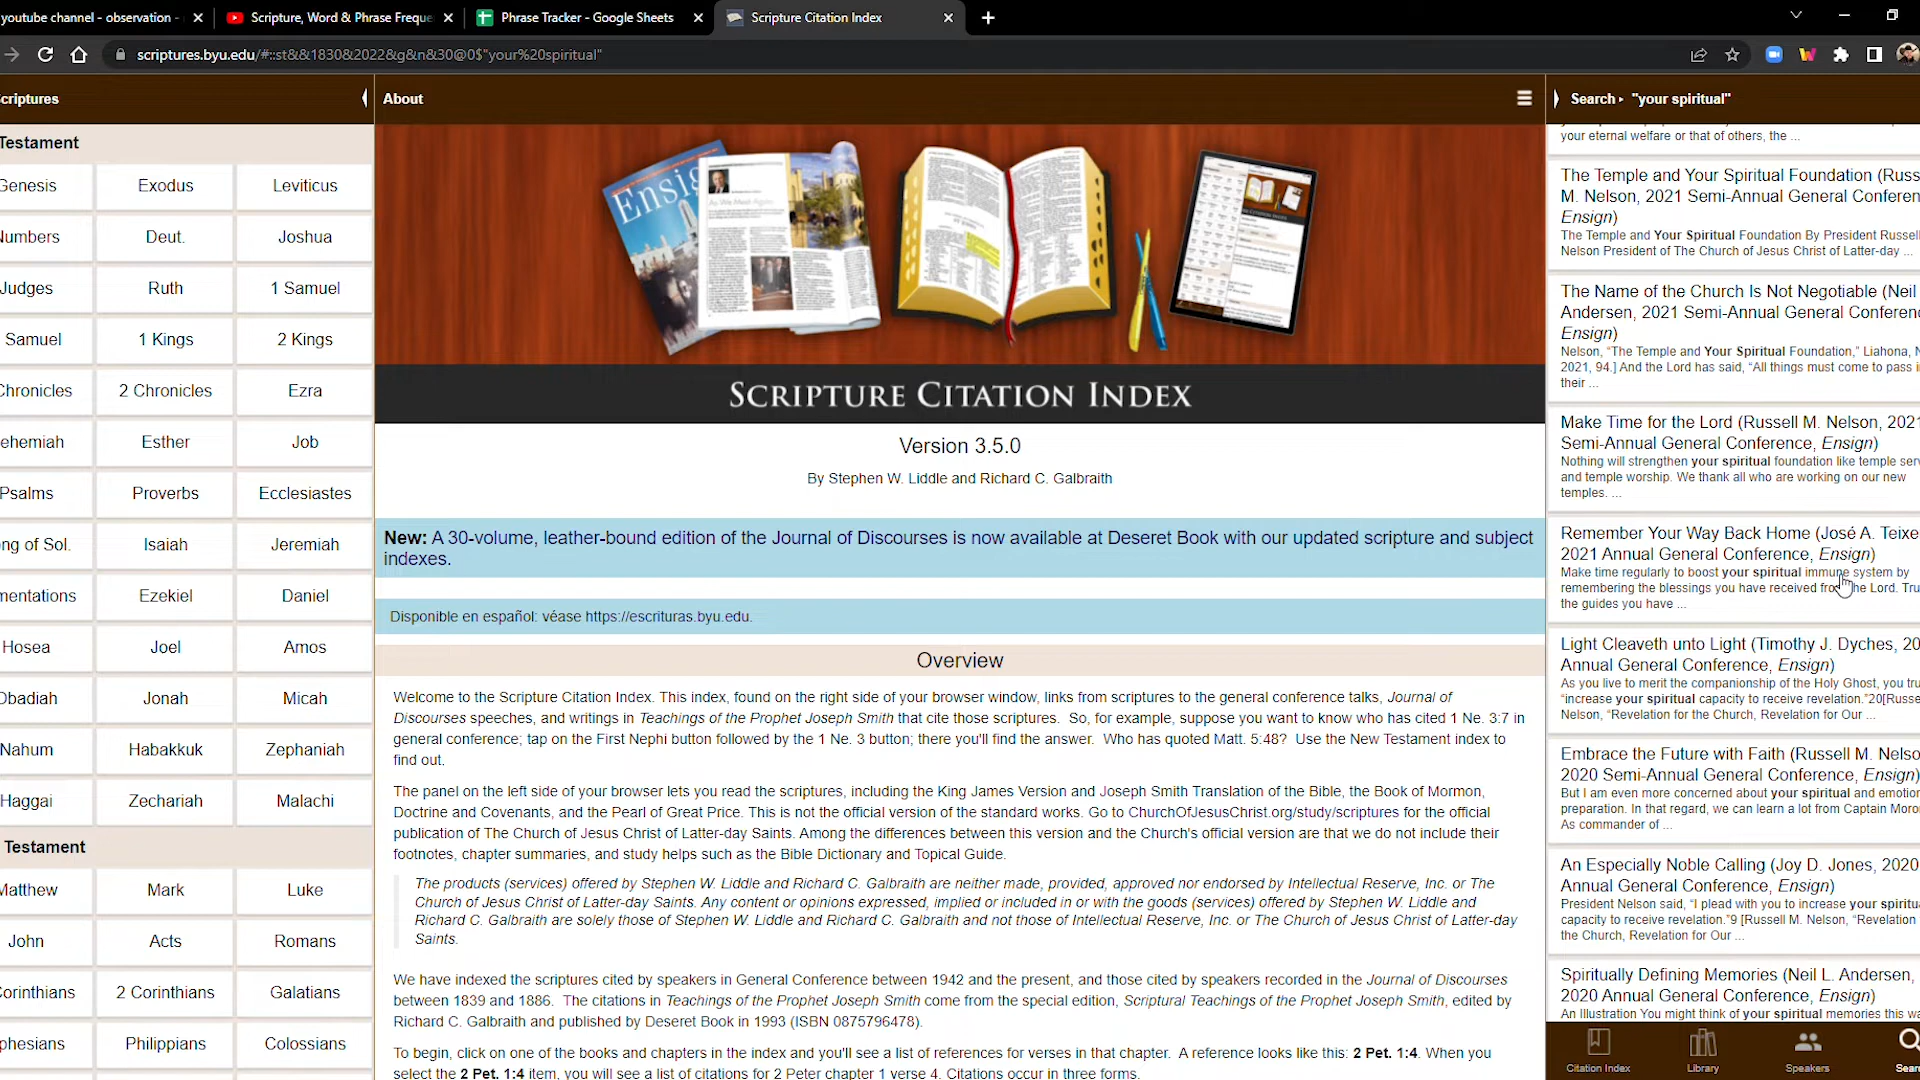 youtube channel - observation -
Scripture, Word & Phrase Freque
Phrase Tracker - Google Sheets
Scripture Citation Index
scriptures.byu.edu/#::st&&1830&2022&g&n&30@0$"your%20spiritual"
criptures
Testament
Genesis Exodus Leviticus
Numbers Deut. Joshua
Judges Ruth 1 Samuel
Samuel 1 Kings 2 Kings
Chronicles 2 Chronicles Ezra
ehemiah Esther Job
Psalms Proverbs Ecclesiastes
ng of Sol. Isaiah Jeremiah
mentations Ezekiel Daniel
Hosea Joel Amos
Obadiah Jonah Micah
Nahum Habakkuk Zephaniah
Haggai Zechariah Malachi
Testament
Matthew Mark Luke
John Acts Romans
Corinthians 2 Corinthians Galatians
phesians Philippians Colossians
About
Ensig
SCRIPTURE CITATION INDEX
Version 3.5.0
By Stephen W. Liddle and Richard C. Galbraith
New: A 30-volume, leather-bound edition of the Journal of Discourses is now available at Deseret Book with our updated scripture and subject
indexes.
Disponible en español: véase https://escrituras.byu.edu.
Overview
Welcome to the Scripture Citation Index. This index, found on the right side of your browser window, links from scriptures to the general conference talks, Journal of
Discourses speeches, and writings in Teachings of the Prophet Joseph Smith that cite those scriptures. So, for example, suppose you want to know who has cited 1 Ne. 3:7 in
general conference; tap on the First Nephi button followed by the 1 Ne. 3 button; there you'll find the answer. Who has quoted Matt. 5:48? Use the New Testament index to
find out.
The panel on the left side of your browser lets you read the scriptures, including the King James Version and Joseph Smith Translation of the Bible, the Book of Mormon,
Doctrine and Covenants, and the Pearl of Great Price. This is not the official version of the standard works. Go to ChurchOfJesusChrist.org/study/scriptures for the official
publication of The Church of Jesus Christ of Latter-day Saints. Among the differences between this version and the Church's official version are that we do not include their
footnotes, chapter summaries, and study helps such as the Bible Dictionary and Topical Guide.
The products (services) offered by Stephen W. Liddle and Richard C. Galbraith are neither made, provided, approved nor endorsed by Intellectual Reserve, Inc. or The
Church of Jesus Christ of Latter-day Saints. Any content or opinions expressed, implied or included in or with the goods (services) offered by Stephen W. Liddle and
Richard C. Galbraith are solely those of Stephen W. Liddle and Richard C. Galbraith and not those of Intellectual Reserve, Inc. or The Church of Jesus Christ of Latter-day
Saints.
We have indexed the scriptures cited by speakers in General Conference between 1942 and the present, and those cited by speakers recorded in the Journal of Discourses
between 1839 and 1886. The citations in Teachings of the Prophet Joseph Smith come from the special edition, Scriptural Teachings of the Prophet Joseph Smith, edited by
Richard C. Galbraith and published by Deseret Book in 1993 (ISBN 0875796478).
To begin, click on one of the books and chapters in the index and you'll see a list of references for verses in that chapter. A reference looks like this: 2 Pet. 1:4. When you
select the 2 Pet. 1:4 item, you will see a list of citations for 2 Peter chapter 1 verse 4. Citations occur in three forms.
Search "your spiritual"
your eternal welfare or that of others, the ...
The Temple and Your Spiritual Foundation (Russ
M. Nelson, 2021 Semi-Annual General Conferen
Ensign)
The Temple and Your Spiritual Foundation By President Russell
Nelson President of The Church of Jesus Christ of Latter-day ...
The Name of the Church Is Not Negotiable (Neil
Andersen, 2021 Semi-Annual General Conferenc
Ensign)
Nelson, "The Temple and Your Spiritual Foundation," Liahona, N
2021, 94.] And the Lord has said, "All things must come to pass i
their ...
Make Time for the Lord (Russell M. Nelson, 2021
Semi-Annual General Conference, Ensign)
Nothing will strengthen your spiritual foundation like temple serv
and temple worship. We thank all who are working on our new
temples. ...
Remember Your Way Back Home (José A. Teixe
2021 Annual General Conference, Ensign)
Make time regularly to boost your spiritual immune system by
remembering the blessings you have received from the Lord. Tru
the guides you have ...
Light Cleaveth unto Light (Timothy J. Dyches, 20
Annual General Conference, Ensign)
As you live to merit the companionship of the Holy Ghost, you tru
"increase your spiritual capacity to receive revelation."20[Russe
Nelson, "Revelation for the Church, Revelation for Our ...
Embrace the Future with Faith (Russell M. Nelso
2020 Semi-Annual General Conference, Ensign)
But I am even more concerned about your spiritual and emotion
preparation. In that regard, we can learn a lot from Captain Moron
As commander of ...
An Especially Noble Calling (Joy D. Jones, 2020
Annual General Conference, Ensign)
President Nelson said, "I plead with you to increase your spiritu
capacity to receive revelation."9 [Russell M. Nelson, "Revelation
the Church, Revelation for Our ...
Spiritually Defining Memories (Neil L. Andersen,
2020 Annual General Conference, Ensign)
An Illustration You might think of your spiritual memories this wa
Citation Index Library Speakers Sear